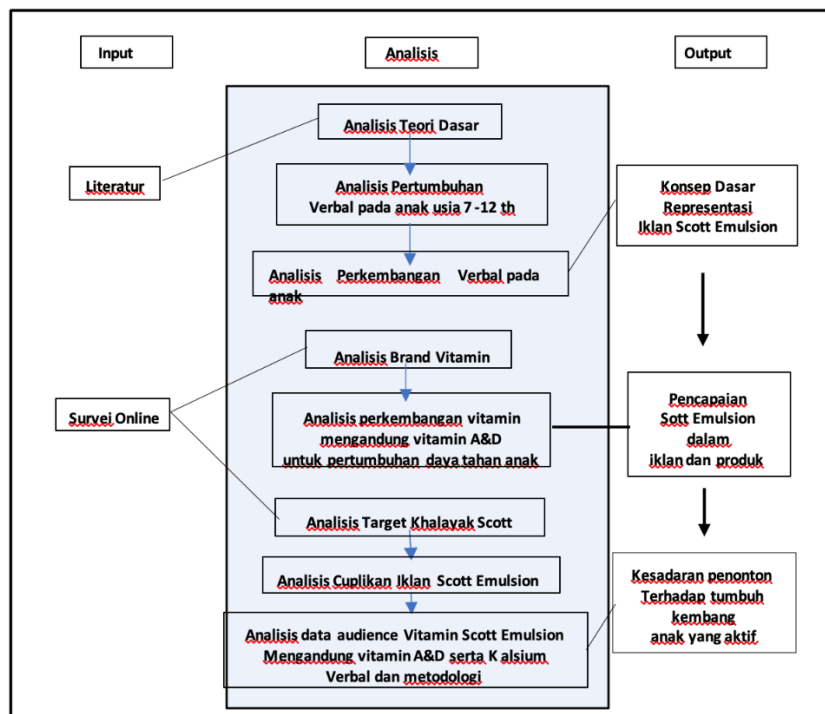 Input
Analisis
Output
Analisis Teori Dasar
Literatur
Analisis Pertumbuhan
Verbal pada anak usia 7 -12 th
Analisis Perkembangan Verbal pada
anak
Konsep Dasar
Representasi
Iklan Scott Emulsion
Analisis Brand Vitamin
Survei Online
Analisis perkembangan vitamin
mengandung vitamin A&D
untuk pertumbuhan daya tahan anak
Pencapaian
Sott Emulsion
dalam
iklan dan produk
Analisis Target Khalayak Scott
Analisis Cuplikan Iklan Scott Emulsion
Analisis data audience Vitamin Scott Emulsion
Mengandung vitamin A&D serta K alsium
Verbal dan metodologi
Kesadaran penonton
Terhadap tumbuh
kembang
anak yang aktif